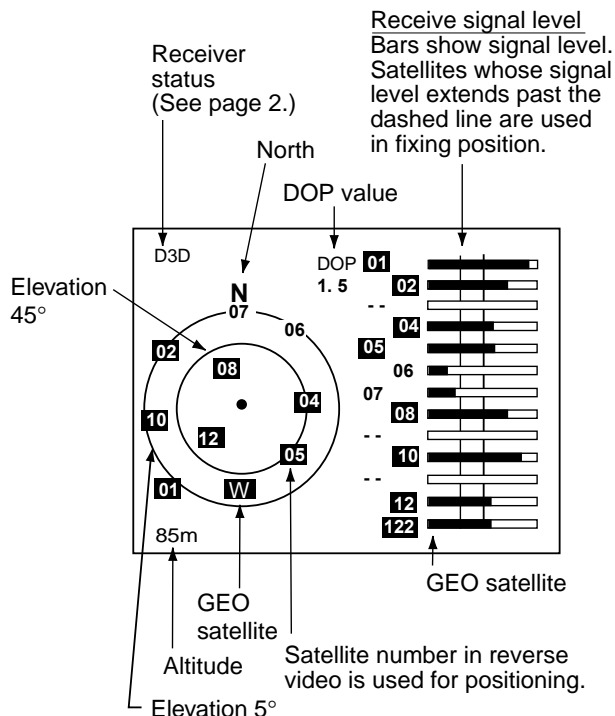 Receive signal level
Bars show signal level.
Satellites whose signal
level extends past the
dashed line are used
in fixing position.
Receiver
status
(See page 2.)
North
DOP value
D3D
DOP
1. 5
Elevation
45°
N
07
06
02
08
04
10
12
05
01
W
85m
01
02
- -
04
05
06
07
08
- -
10
- -
12
122
GEO satellite
GEO
satellite
Altitude
Satellite number in reverse
video is used for positioning.
Elevation 5°